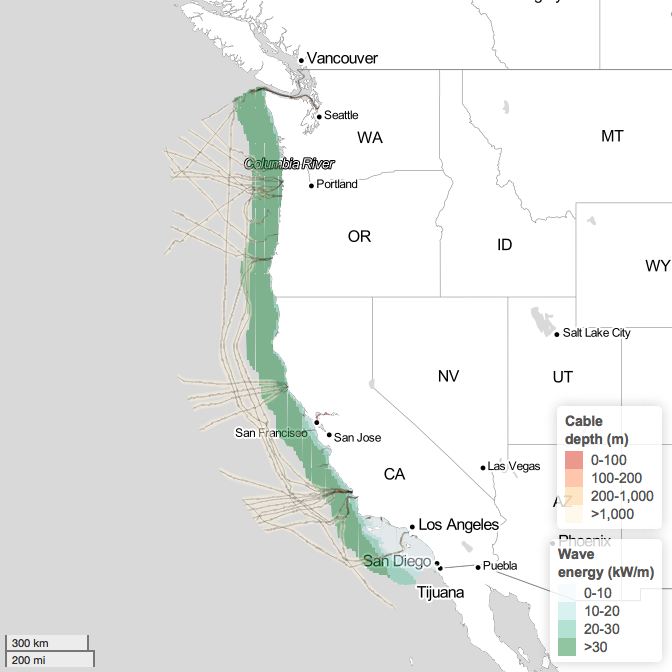 Vancouver
Seattle
WA
MT
Columbia River
Portland
OR
ID
WY
Salt Lake City
NV
UT
San Francisco
San Jose
CA
Las Vegas
AZ
Los Angeles
Phoenix
San Diego
Puebla
Tijuana
Cable
depth (m)
0-100
100-200
200-1,000
>1,000
Wave
energy (kW/m)
0-10
10-20
20-30
>30
300 km
200 mi